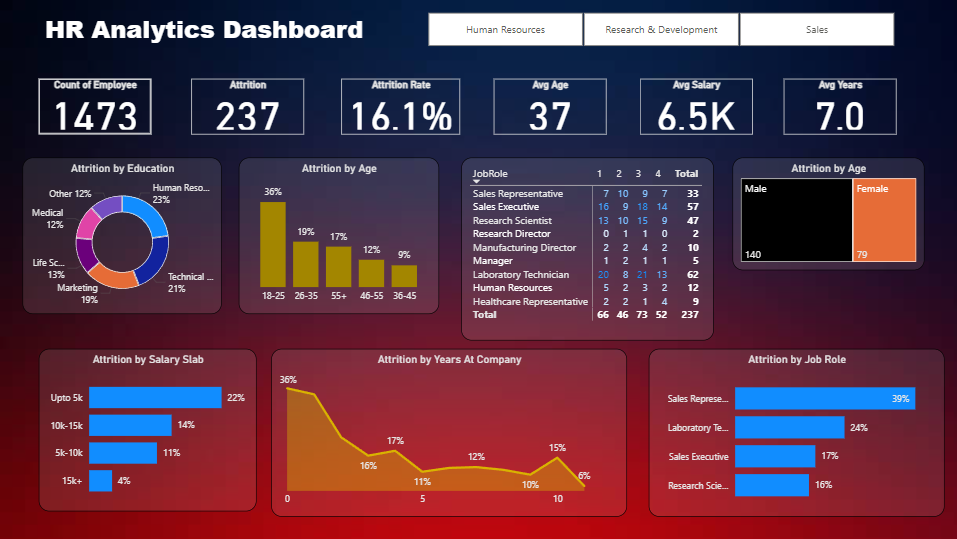 HR Analytics Dashboard
Human Resources
Research & Development
Sales
Count of Employee
1473
Attrition
237
Attrition Rate
16.1%
Avg Age
37
Avg Salary
6.5K
Avg Years
7.0
Attrition by Education
Other 12%
Human Reso...
23%
Medical
12%
Life Sc...
13%
Technical ...
21%
Marketing
19%
Attrition by Age
36%
19%
17%
12%
9%
18-25 26-35 55+ 46-55 36-45
JobRole 1 2 3 4 Total
Sales Representative 7 10 9 7 33
Sales Executive 16 9 18 14 57
Research Scientist 13 10 15 9 47
Research Director 0 1 1 0 2
Manufacturing Director 2 2 4 2 10
Manager 1 2 1 1 5
Laboratory Technician 20 8 21 13 62
Human Resources 5 2 3 2 12
Healthcare Representative 2 2 1 4 9
Total 66 46 73 52 237
Attrition by Age
Male
Female
140
79
Attrition by Salary Slab
Upto 5k 22%
10k-15k 14%
5k-10k 11%
15k+ 4%
Attrition by Years At Company
36%
16%
17%
11%
12%
10%
15%
6%
0 5 10
Attrition by Job Role
Sales Represe... 39%
Laboratory Te... 24%
Sales Executive 17%
Research Scie... 16%